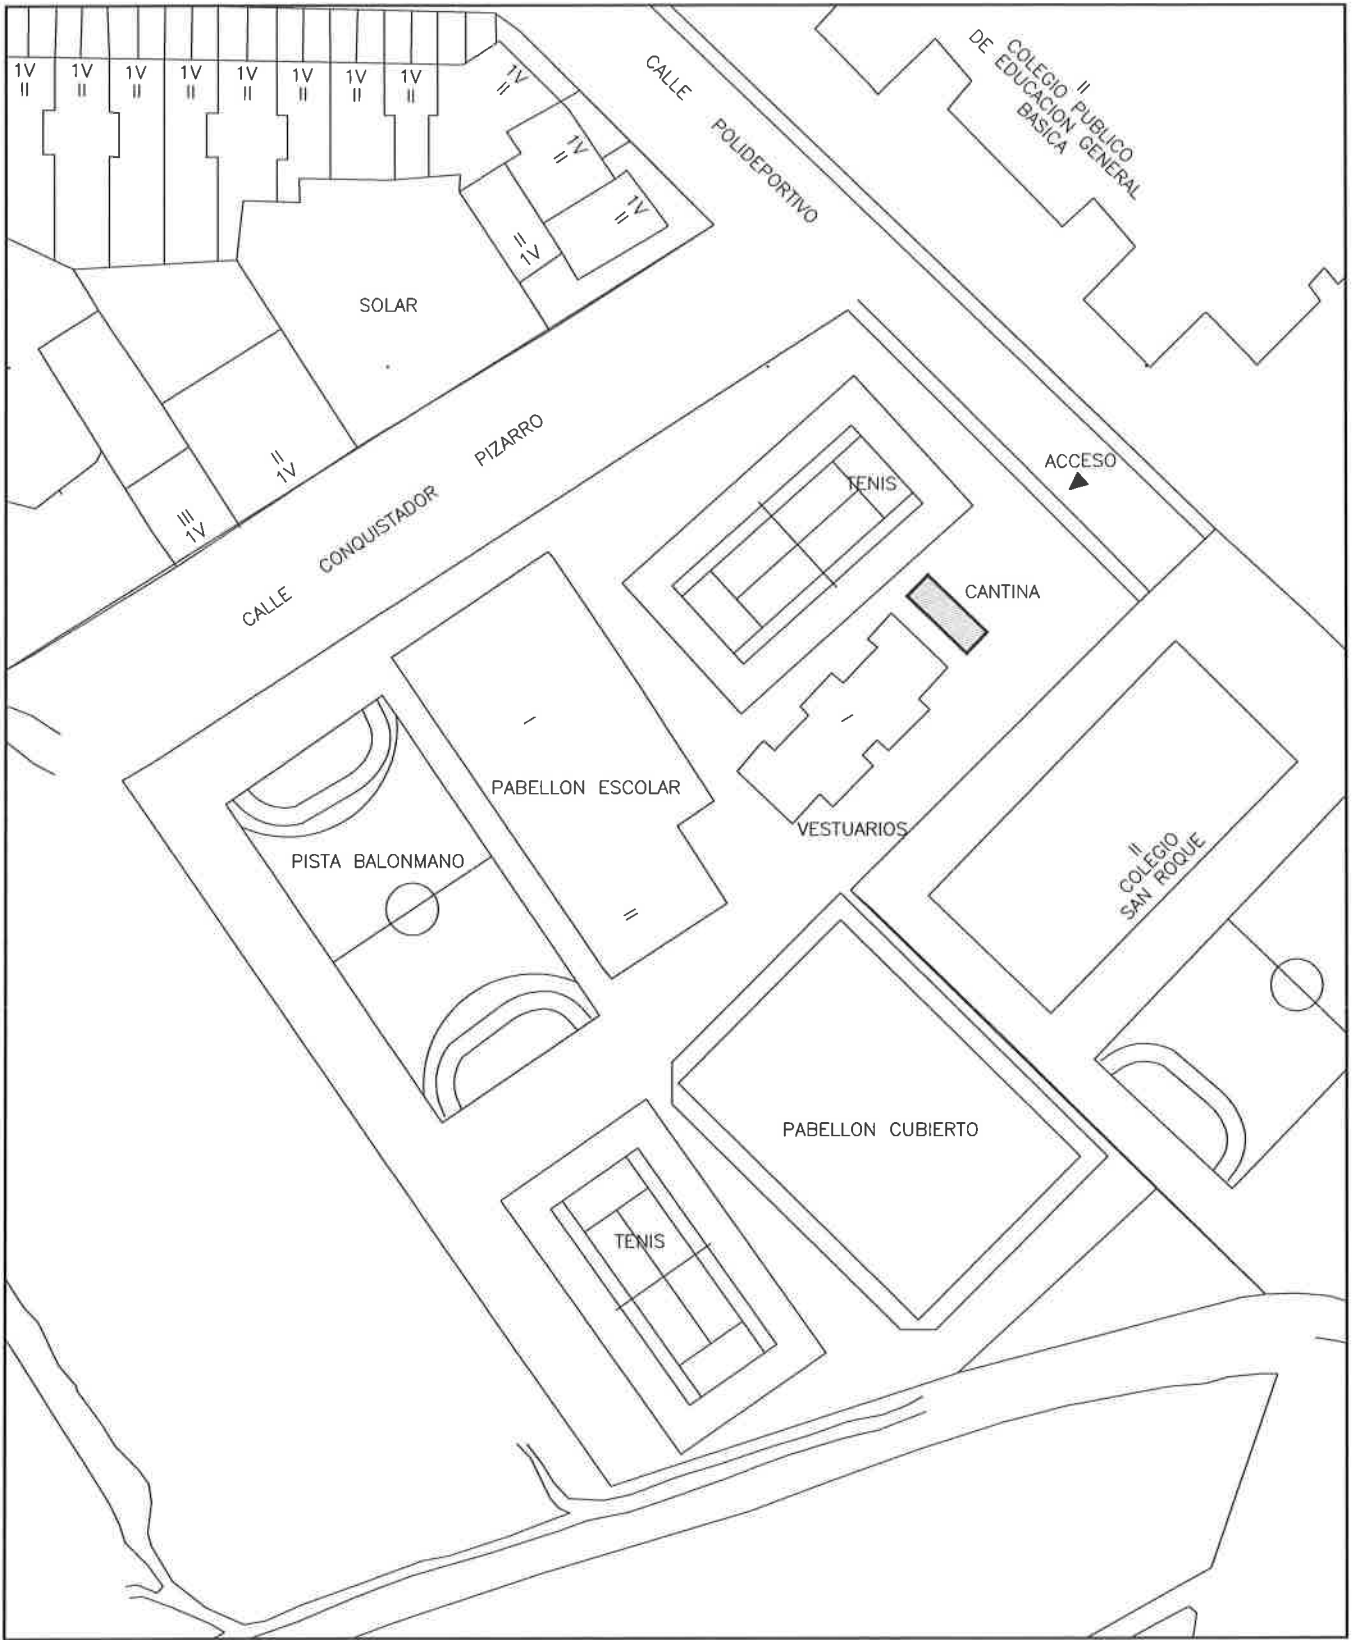 1V
II
1V
II
1V
II
1V
II
1V
II
1V
II
1V
II
1V
II
1V
II
1V
II
1V
II
II
1V
CALLE POLIDEPORTIVO
II
COLEGIO PUBLICO
DE EDUCACION GENERAL
BASICA
SOLAR
II
1V
III
1V
CALLE CONQUISTADOR PIZARRO
TENIS
ACCESO
CANTINA
I
PABELLON ESCOLAR
II
I
VESTUARIOS
PISTA BALONMANO
II
COLEGIO
SAN ROQUE
PABELLON CUBIERTO
TENIS